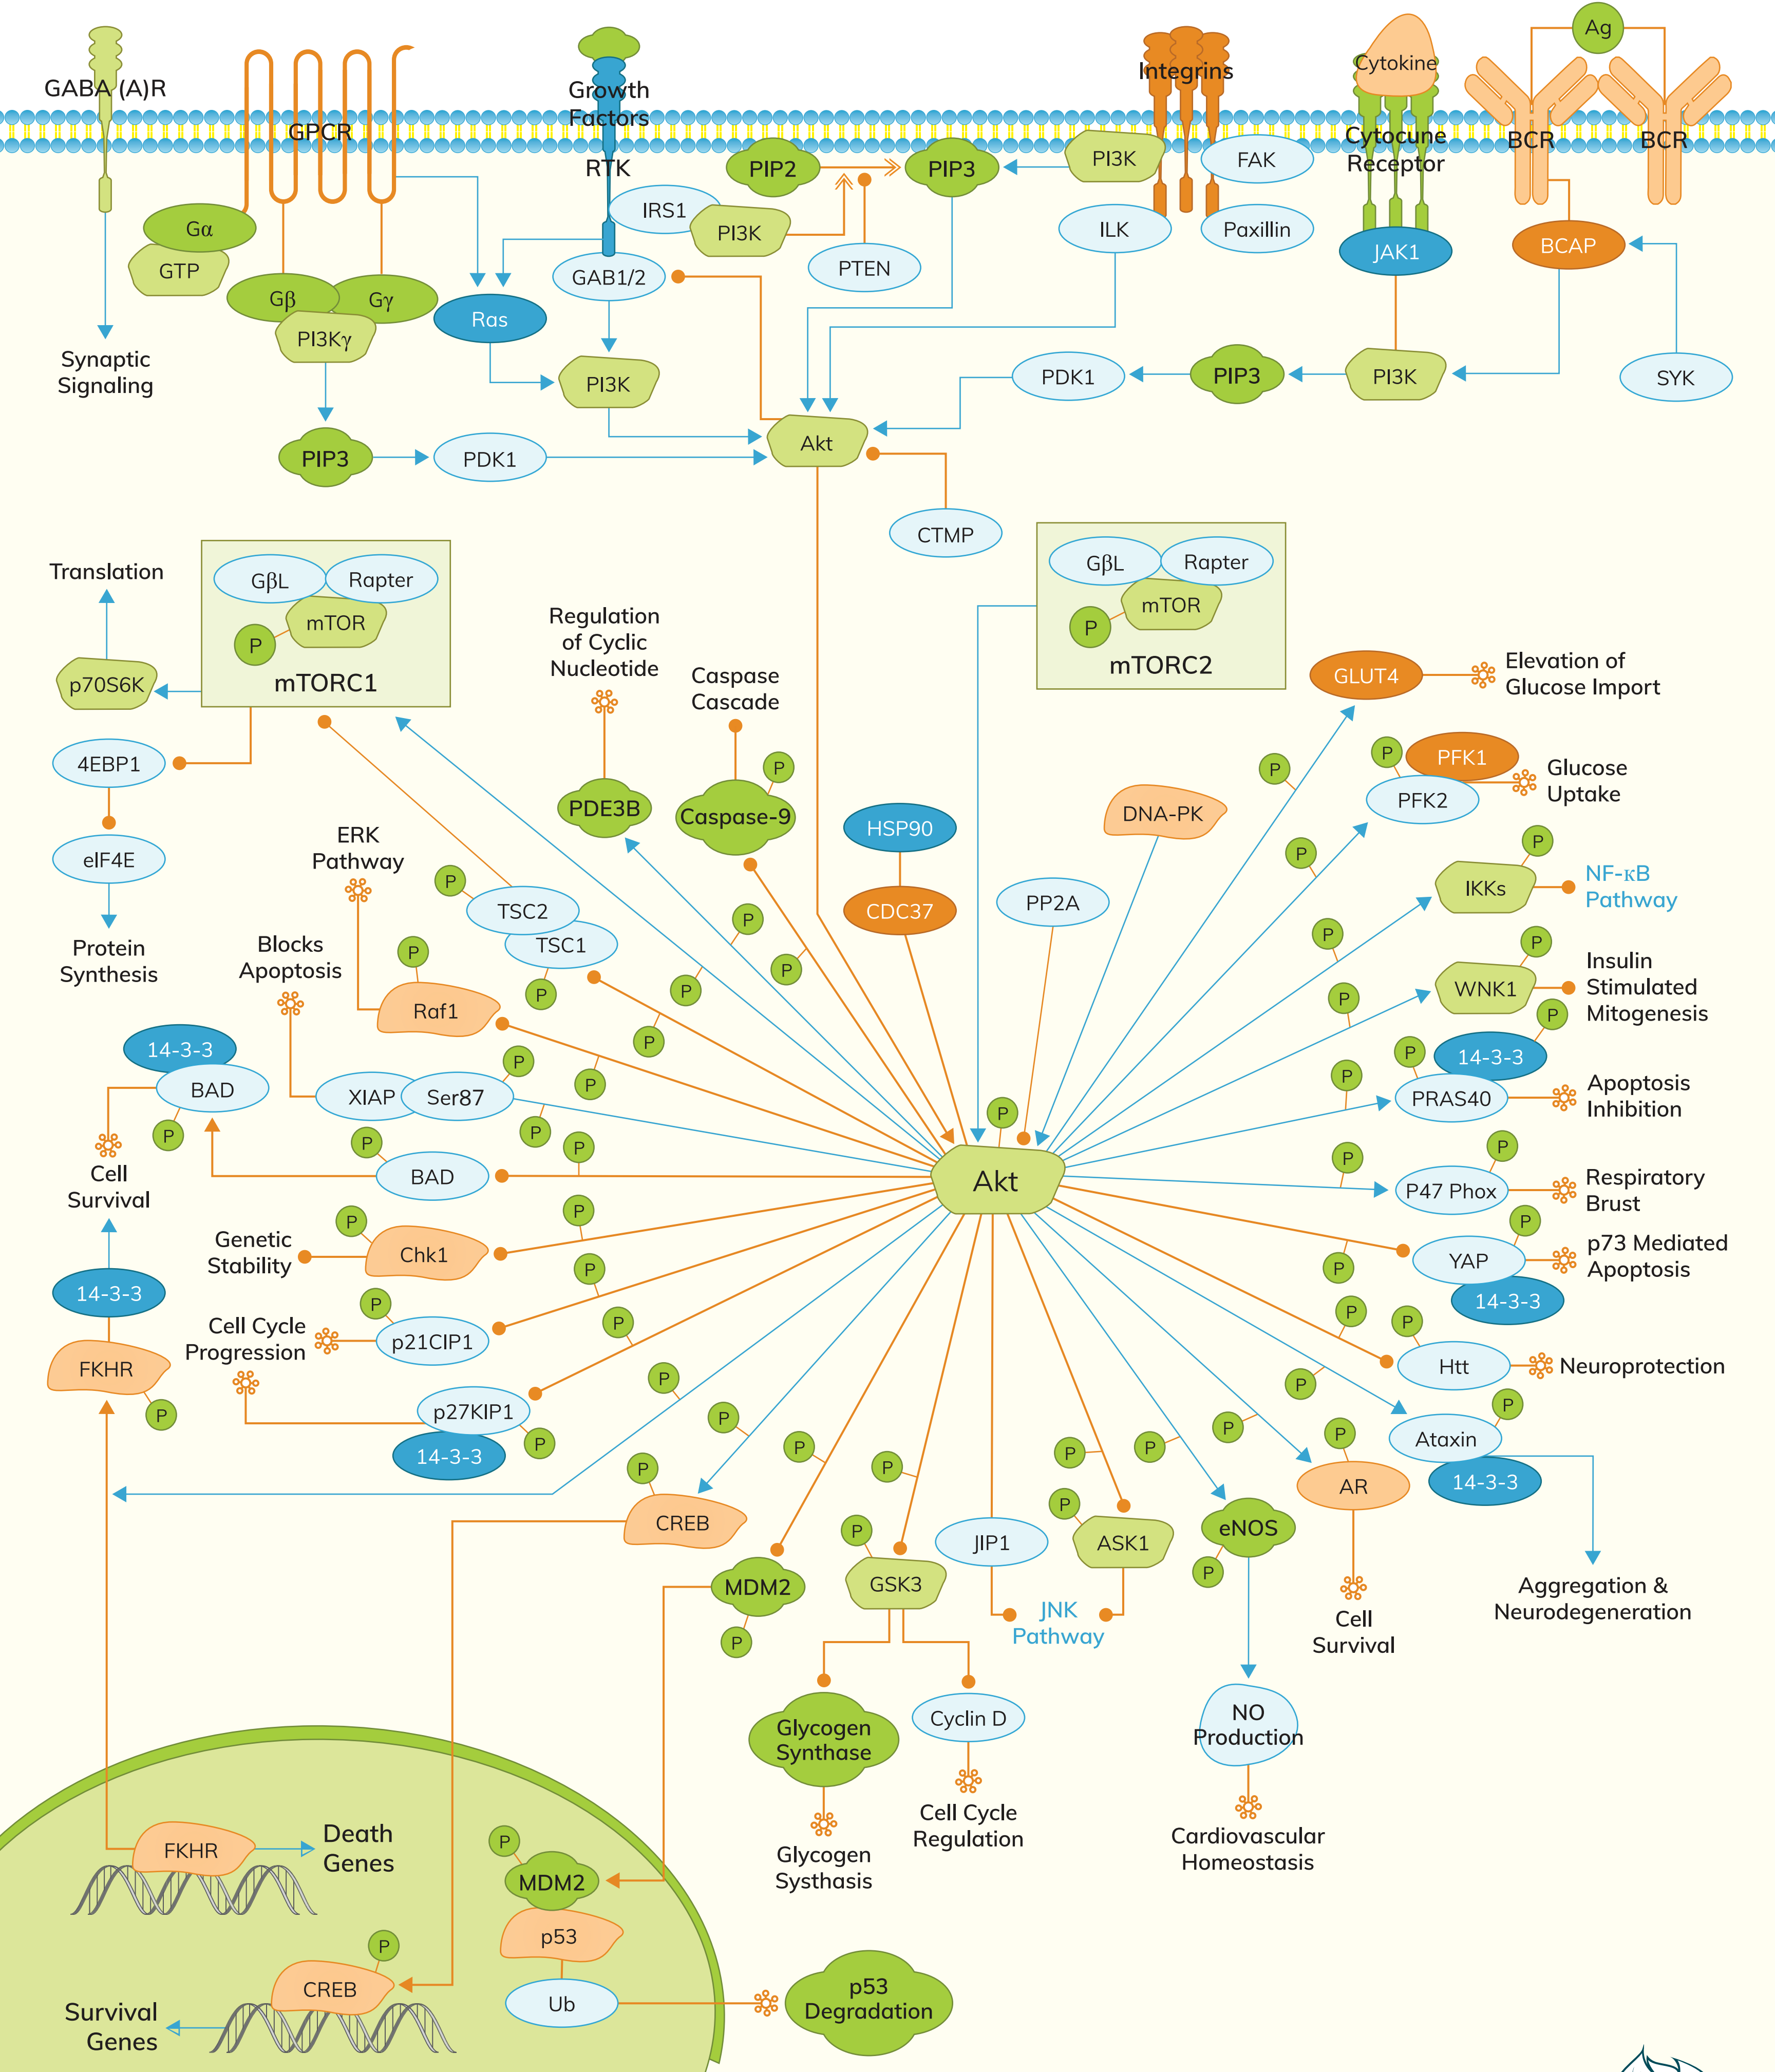 Ag
GABA (A)R
GPCR
Growth
Factors
RTK
Integrins
Cytokine
Cytocune
Receptor
BCR
BCR
PIP2
PIP3
PI3K
FAK
IRS1
PI3K
ILK
Paxillin
Gα
GTP
JAK1
BCAP
PTEN
GAB1/2
Gβ
Gγ
PI3Kγ
Ras
Synaptic
Signaling
PI3K
PDK1
PIP3
PI3K
SYK
Akt
PIP3
PDK1
CTMP
Translation
GβL
Rapter
mTOR
P
mTORC1
p70S6K
GβL
Rapter
mTOR
P
mTORC2
Regulation
of Cyclic
Nucleotide
Caspase
Cascade
GLUT4
Elevation of
Glucose Import
4EBP1
eIF4E
Protein
Synthesis
PDE3B
Caspase-9
P
P
P
PFK1
PFK2
Glucose
Uptake
ERK
Pathway
HSP90
CDC37
DNA-PK
PP2A
P
P
IKKs
NF-κB
Pathway
P
TSC2
TSC1
P
P
P
P
Blocks
Apoptosis
P
Raf1
P
P
P
WNK1
P
Insulin
Stimulated
Mitogenesis
14-3-3
BAD
P
XIAP
Ser87
P
P
P
P
P
P
14-3-3
P
PRAS40
Apoptosis
Inhibition
Cell
Survival
P
BAD
P
Akt
P
P
P47 Phox
Respiratory
Brust
Genetic
Stability
P
Chk1
P
P
P
YAP
14-3-3
p73 Mediated
Apoptosis
14-3-3
FKHR
P
Cell Cycle
Progression
P
p21CIP1
P
P
P
Htt
Neuroprotection
p27KIP1
14-3-3
P
P
P
P
P
P
P
P
P
Ataxin
14-3-3
P
AR
P
CREB
P
MDM2
P
P
GSK3
JIP1
P
ASK1
eNOS
P
JNK
Pathway
Cell
Survival
Aggregation &
Neurodegeneration
Glycogen
Synthase
Cyclin D
NO
Production
Glycogen
Systhasis
Cell Cycle
Regulation
Cardiovascular
Homeostasis
FKHR
Death
Genes
P
MDM2
p53
Ub
p53
Degradation
P
CREB
Survival
Genes